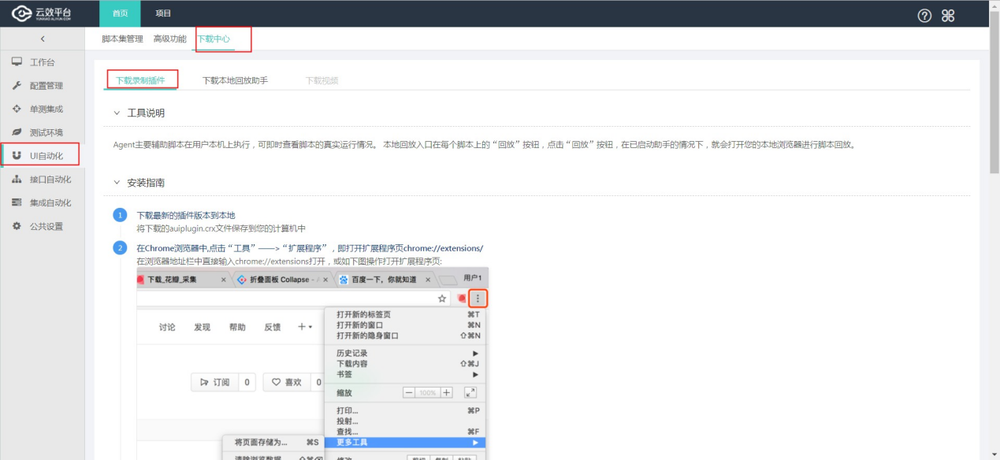 云效平台 首页 项目
YUNXIAO.ALIYUN.COM
脚本集管理 高级功能 下载中心
工作台
配置管理
单测集成
测试环境
UI自动化
接口自动化
集成自动化
公共设置
下载录制插件 下载本地回放助手 下载视频
工具说明
Agent主要辅助脚本在用户本机上执行，可即时查看脚本的真实运行情况。 本地回放入口在每个脚本上的“回放”按钮，点击“回放”按钮，在已启动助手的情况下，就会打开您的本地浏览器进行脚本回放。
安装指南
1 下载最新的插件版本到本地
将下载的auiplugin.crx文件保存到您的计算机中
2 在Chrome浏览器中,点击“工具”——>“扩展程序”，即打开扩展程序页chrome://extensions/
在浏览器地址栏中直接输入chrome://extensions打开，或如下图操作打开扩展程序页:
下载_花瓣_采集 × 折叠面板 Collapse - × 百度一下，你就知道 × 用户1
讨论 发现 帮助 反馈 +
订阅 0 喜欢 0
打开新的标签页 ⌘T
打开新的窗口 ⌘N
打开新的隐身窗口 ⇧⌘N
历史记录
下载内容 ⇧⌘J
书签
缩放 − 100% +
打印... ⌘P
投射...
查找... ⌘F
更多工具
将页面存储为... ⌘S